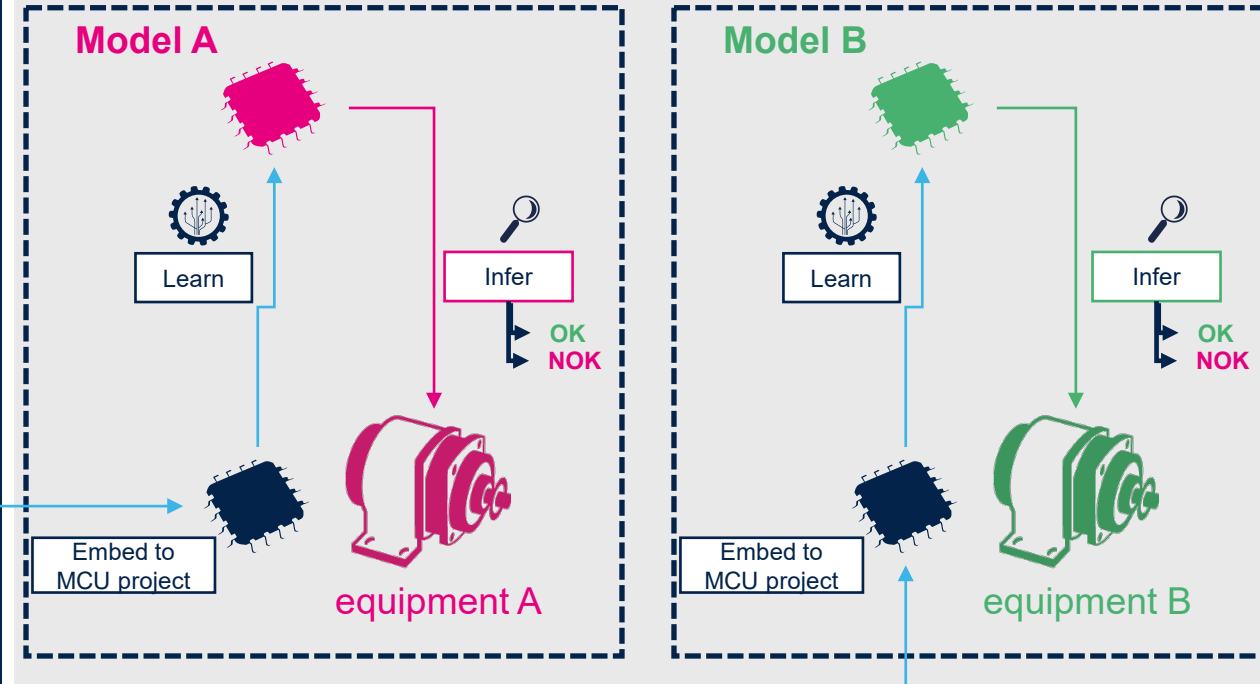 Model A
Learn
Infer
OK
NOK
Embed to
MCU project
equipment A
Model B
Learn
Infer
OK
NOK
Embed to
MCU project
equipment B